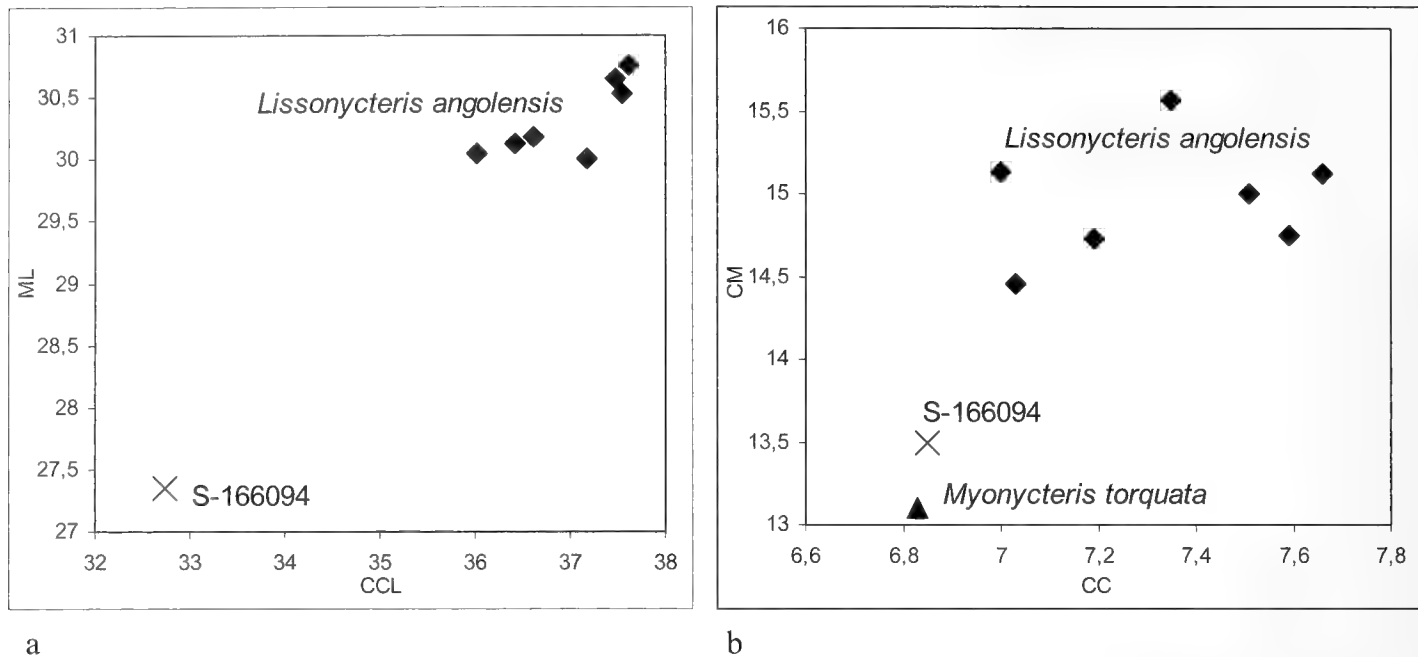 31
30,5
30
29,5
29
28,5
28
27,5
27
ML
Lissonycteris angolensis
S-166094
32 33 34 35 36 37 38
CCL
a
16
15,5
15
14,5
14
13,5
13
CM
Lissonycteris angolensis
S-166094
Myonycteris torquata
6,6 6,8 7 7,2 7,4 7,6 7,8
CC
b